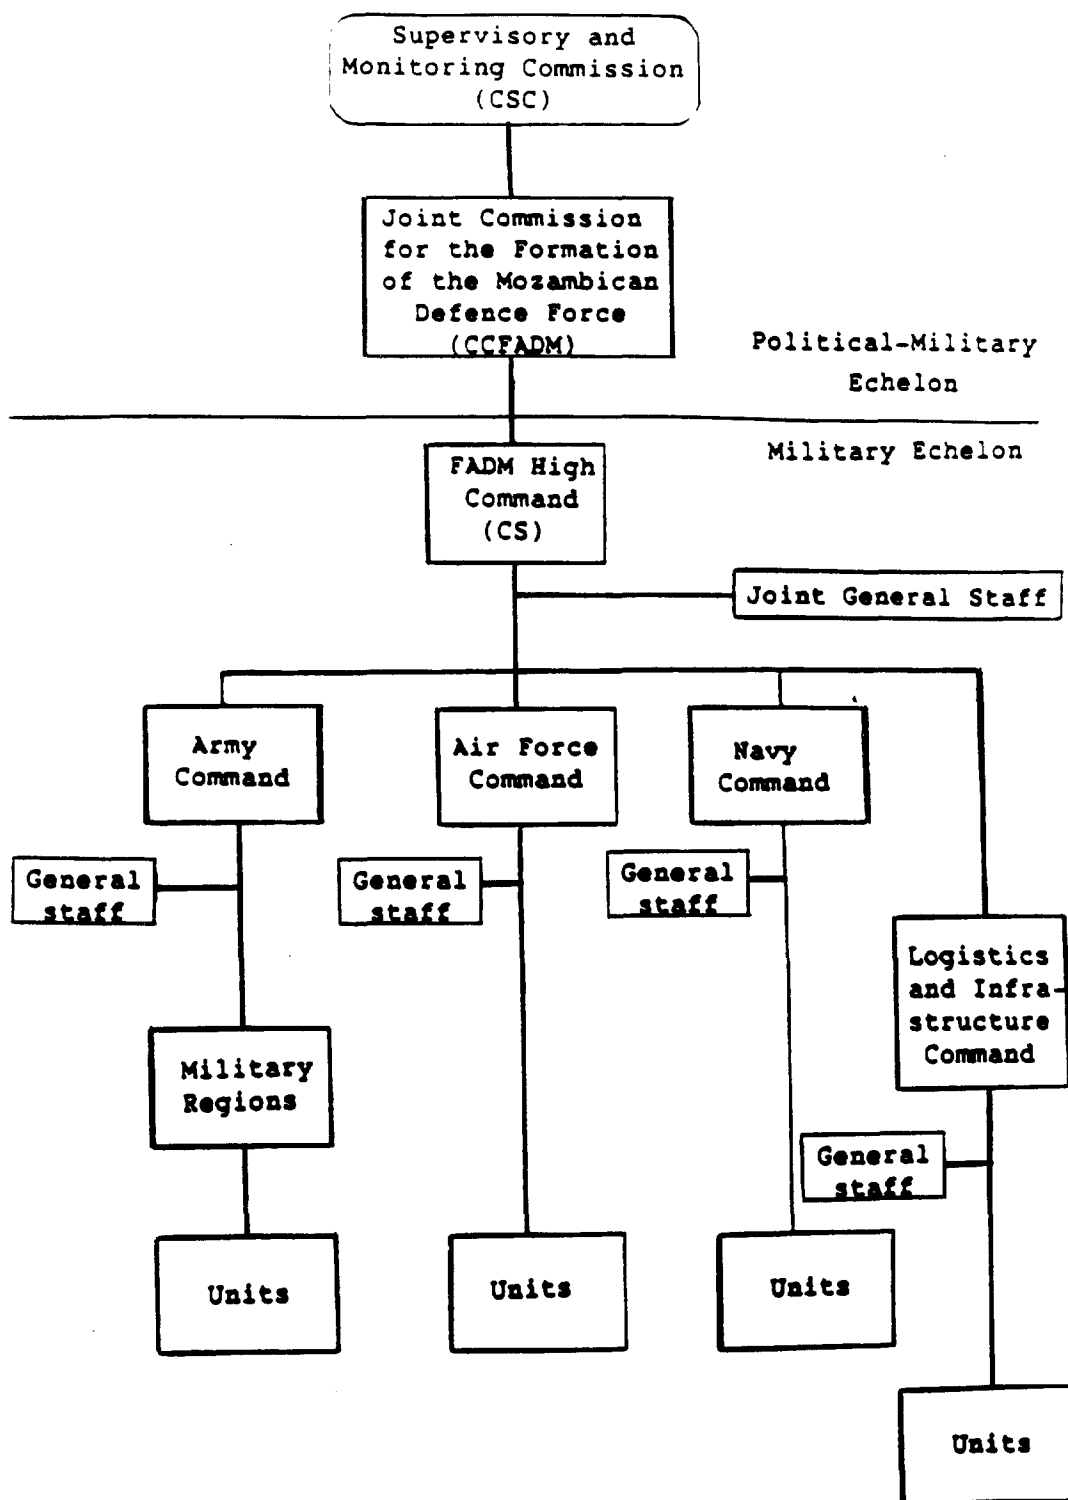 Supervisory and
Monitoring Commission
(CSC)
Joint Commission
for the Formation
of the Mozambican
Defence Force
(CCFADM)
Political-Military
Echelon
Military Echelon
FADM High
Command
(CS)
Joint General Staff
Army
Command
Air Force
Command
Navy
Command
General
staff
General
staff
General
staff
Logistics
and Infra-
structure
Command
Military
Regions
General
staff
Units
Units
Units
Units